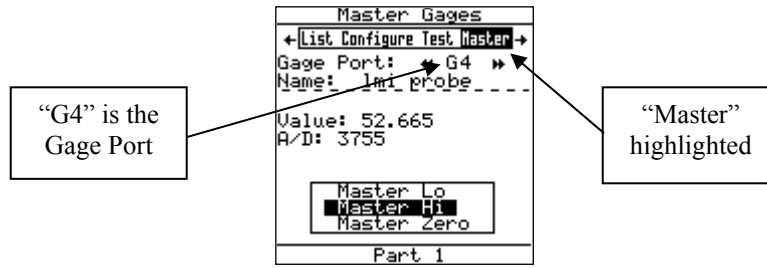 Master Gages
←List Configure Test Master→
Gage Port: ◄◄ G4 ►►
Name: lmi probe
“G4” is the
Gage Port
“Master”
highlighted
Value: 52.665
A/D: 3755
Master Lo
Master Hi
Master Zero
Part 1